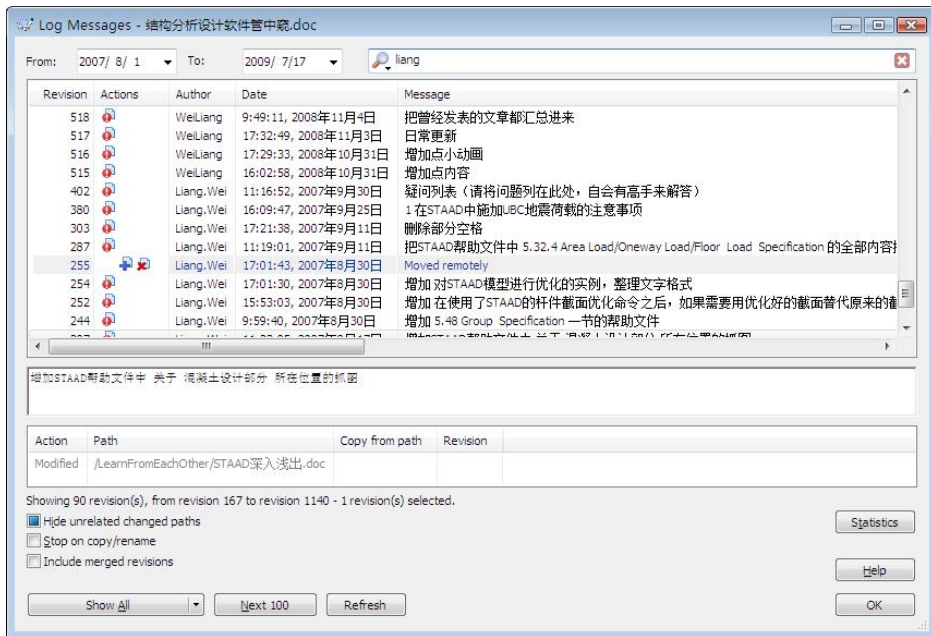 Log Messages - 结构分析设计软件管中窥.doc
From: 2007/ 8/ 1 To: 2009/ 7/17 liang
Revision Actions Author Date Message
518 WeiLiang 9:49:11, 2008年11月4日 把曾经发表的文章都汇总进来
517 WeiLiang 17:32:49, 2008年11月3日 日常更新
516 WeiLiang 17:29:33, 2008年10月31日 增加点小动画
515 WeiLiang 16:02:58, 2008年10月31日 增加点内容
402 Liang.Wei 11:16:52, 2007年9月30日 疑问列表（请将问题列在此处，自会有高手来解答）
380 Liang.Wei 16:09:47, 2007年9月25日 1 在STAAD中施加UBC地震荷载的注意事项
303 Liang.Wei 17:21:38, 2007年9月11日 删除部分空格
287 Liang.Wei 11:19:01, 2007年9月11日 把STAAD帮助文件中 5.32.4 Area Load/Oneway Load/Floor Load Specification 的全部内容
255 Liang.Wei 17:01:43, 2007年8月30日 Moved remotely
254 Liang.Wei 17:01:30, 2007年8月30日 增加 对STAAD模型进行优化的实例，整理文字格式
252 Liang.Wei 15:53:03, 2007年8月30日 增加 在使用了STAAD的杆件截面优化命令之后，如果需要用优化好的截面替代原来的截
244 Liang.Wei 9:59:40, 2007年8月30日 增加 5.48 Group Specification 一节的帮助文件
增加STAAD帮助文件中 关于 混凝土设计部分 所在位置的抓图
Action Path Copy from path Revision
Modified /LearnFromEachOther/STAAD深入浅出.doc
Showing 90 revision(s), from revision 167 to revision 1140 - 1 revision(s) selected.
Hide unrelated changed paths
Statistics
Stop on copy/rename
Include merged revisions
Help
Show All Next 100 Refresh OK